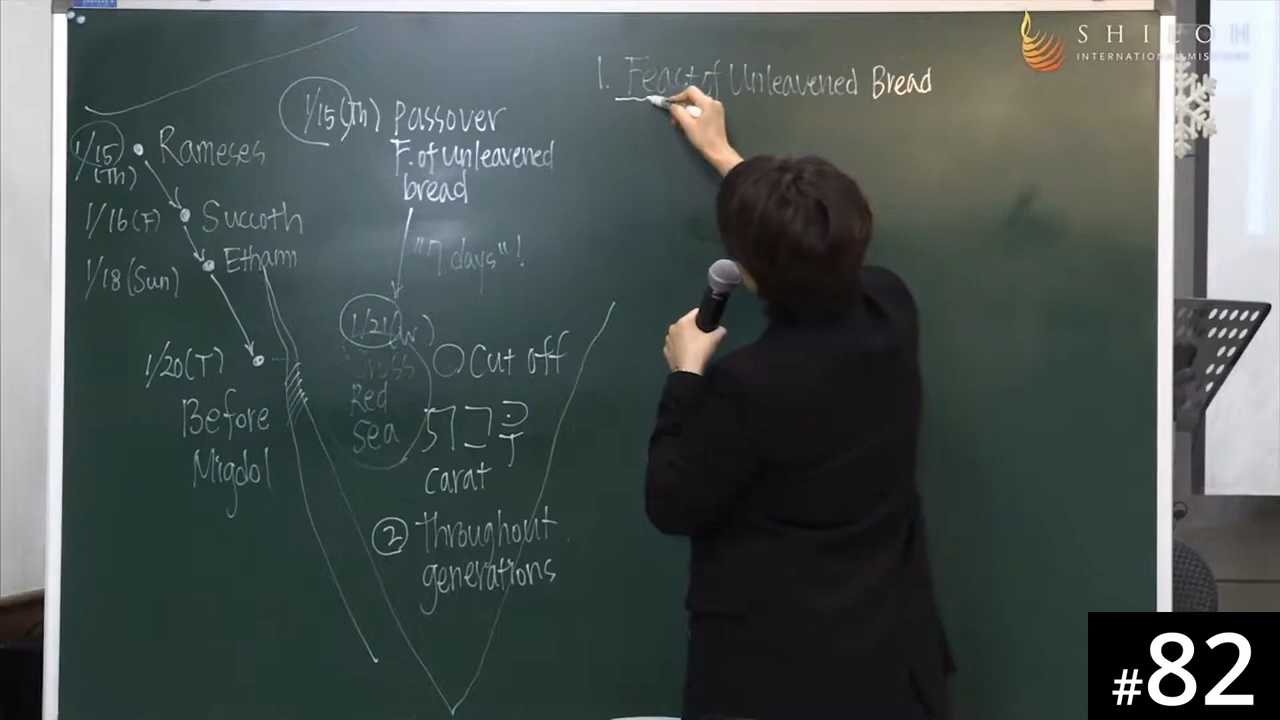 SHILOH
INTERNATIONAL MISSIONS
1. Feast of Unleavened Bread
1/15(Th) Passover
F. of unleavened
bread
"7 days"!
1/15 Rameses
(Th)
1/16(F) Succoth
Etham
1/18(Sun)
1/20(T)
Before
Migdol
1/21(W)
Cross
Red
Sea
Cut off
carat
2 throughout
generations
#82